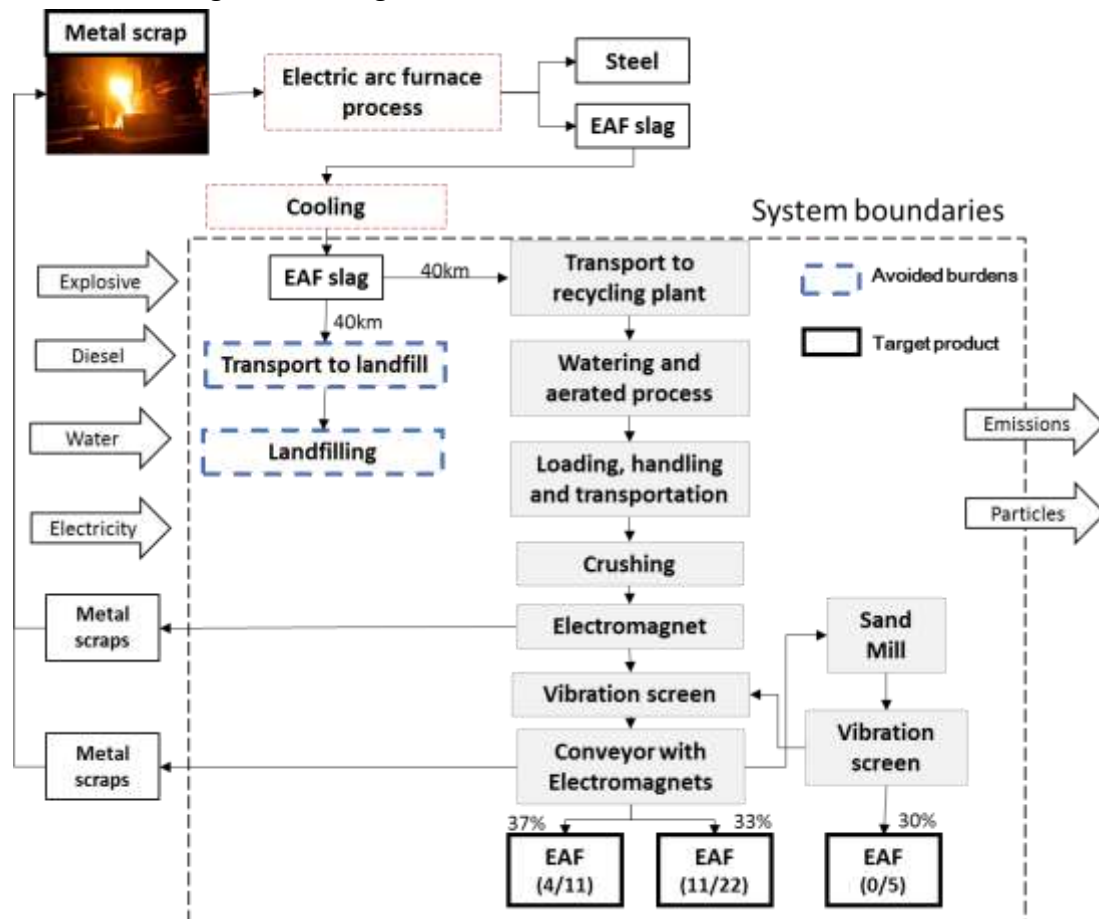 Metal scrap
Electric arc furnace
process
Steel
EAF slag
Cooling
System boundaries
Explosive
EAF slag
40km
Transport to
recycling plant
Avoided burdens
40km
Diesel
Transport to landfill
Watering and
aerated process
Target product
Water
Landfilling
Loading, handling
and transportation
Emissions
Electricity
Particles
Crushing
Metal
scraps
Electromagnet
Sand
Mill
Vibration screen
Metal
scraps
Conveyor with
Electromagnets
Vibration
screen
37%
33%
30%
EAF
(4/11)
EAF
(11/22)
EAF
(0/5)